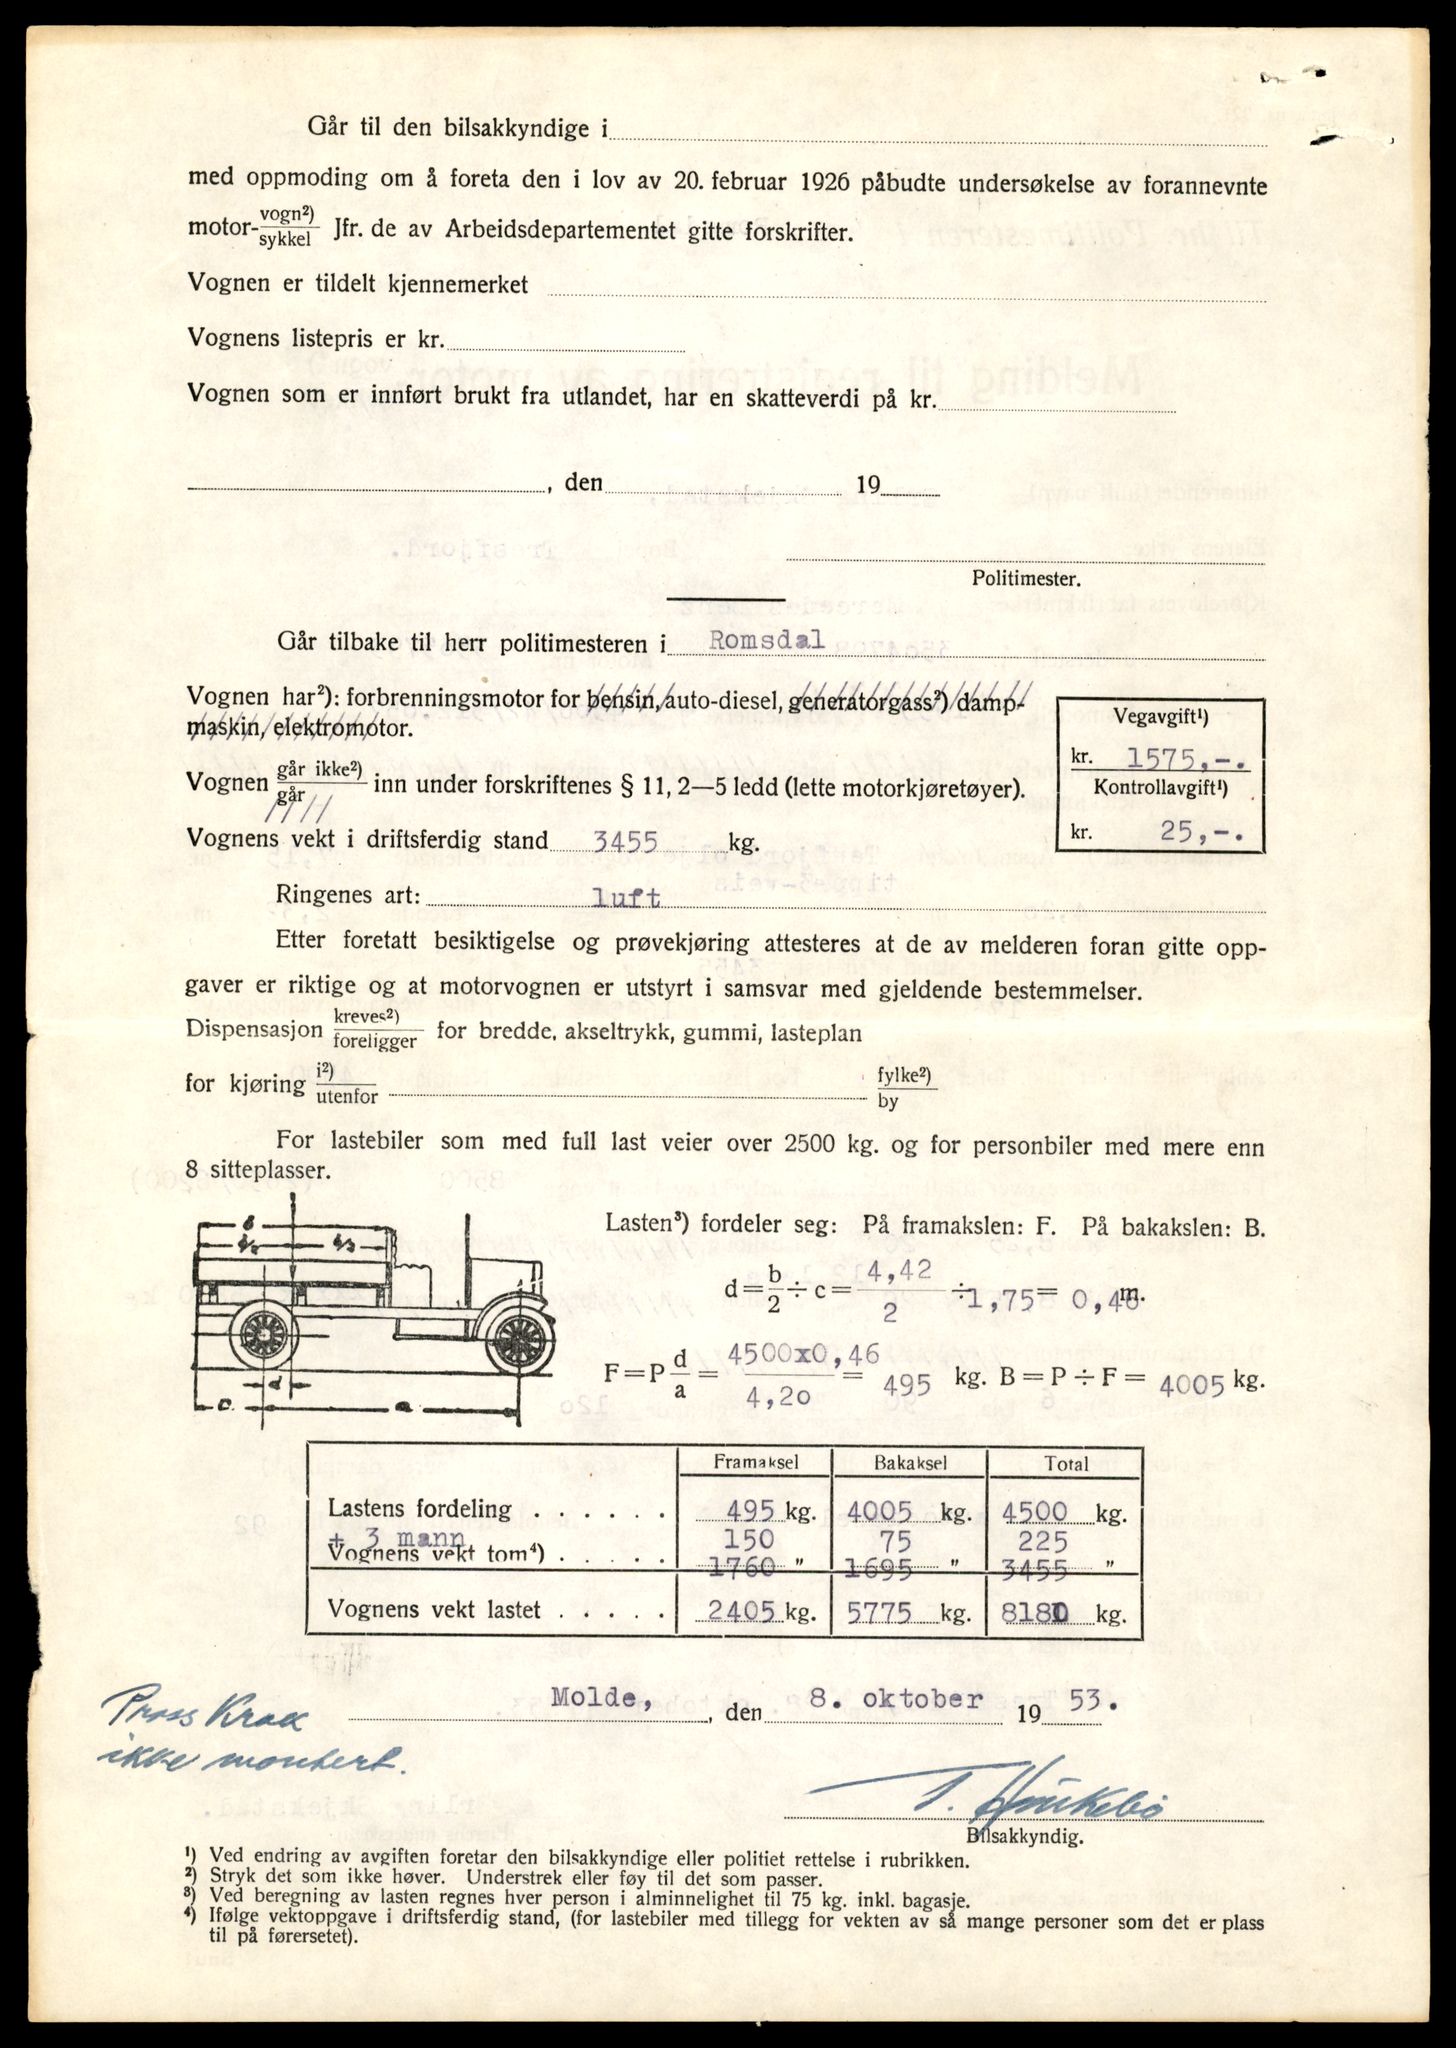 Går til den bilsakkyndige i
med oppmoding om å foreta den i lov av 20. februar 1926 påbudte undersøkelse av forannevnte
motor- vogn²) / sykkel Jfr. de av Arbeidsdepartementet gitte forskrifter.
Vognen er tildelt kjennemerket
Vognens listepris er kr.
Vognen som er innført brukt fra utlandet, har en skatteverdi på kr.
, den 19
Politimester.
Går tilbake til herr politimesteren i Romsdal
Vognen har²): forbrenningsmotor for bensin, auto-diesel, generatorgass²) damp-
maskin, elektromotor.
Vegavgift¹)
kr. 1575,-.
Kontrollavgift¹)
kr. 25,-.
Vognen går ikke²) / går inn under forskriftenes § 11, 2—5 ledd (lette motorkjøretøyer).
Vognens vekt i driftsferdig stand 3455 kg.
Ringenes art: luft
Etter foretatt besiktigelse og prøvekjøring attesteres at de av melderen foran gitte opp-
gaver er riktige og at motorvognen er utstyrt i samsvar med gjeldende bestemmelser.
Dispensasjon kreves²) / foreligger for bredde, akseltrykk, gummi, lasteplan
for kjøring i²) / utenfor fylke²) / by
For lastebiler som med full last veier over 2500 kg. og for personbiler med mere enn
8 sitteplasser.
Lasten³) fordeler seg: På framakslen: F. På bakakslen: B.
b
b/2 b/2
d = b/2 ÷ c = 4,42/2 ÷ 1,75 = 0,46 m.
F = P d/a = 4500x0,46 / 4,20 = 495 kg. B = P ÷ F = 4005 kg.
d
c. a
Framaksel Bakaksel Total
Lastens fordeling . . . . . . 495 kg. 4005 kg. 4500 kg.
+ 3 mann 150 75 225
Vognens vekt tom⁴) . . . . . 1760 " 1695 " 3455 "
Vognens vekt lastet . . . . . 2405 kg. 5775 kg. 8180 kg.
Molde, , den 8. oktober 19 53.
ikke montert.
Bilsakkyndig.
¹) Ved endring av avgiften foretar den bilsakkyndige eller politiet rettelse i rubrikken.
²) Stryk det som ikke høver. Understrek eller føy til det som passer.
³) Ved beregning av lasten regnes hver person i alminnelighet til 75 kg. inkl. bagasje.
⁴) Ifølge vektoppgave i driftsferdig stand, (for lastebiler med tillegg for vekten av så mange personer som det er plass
til på førersetet).